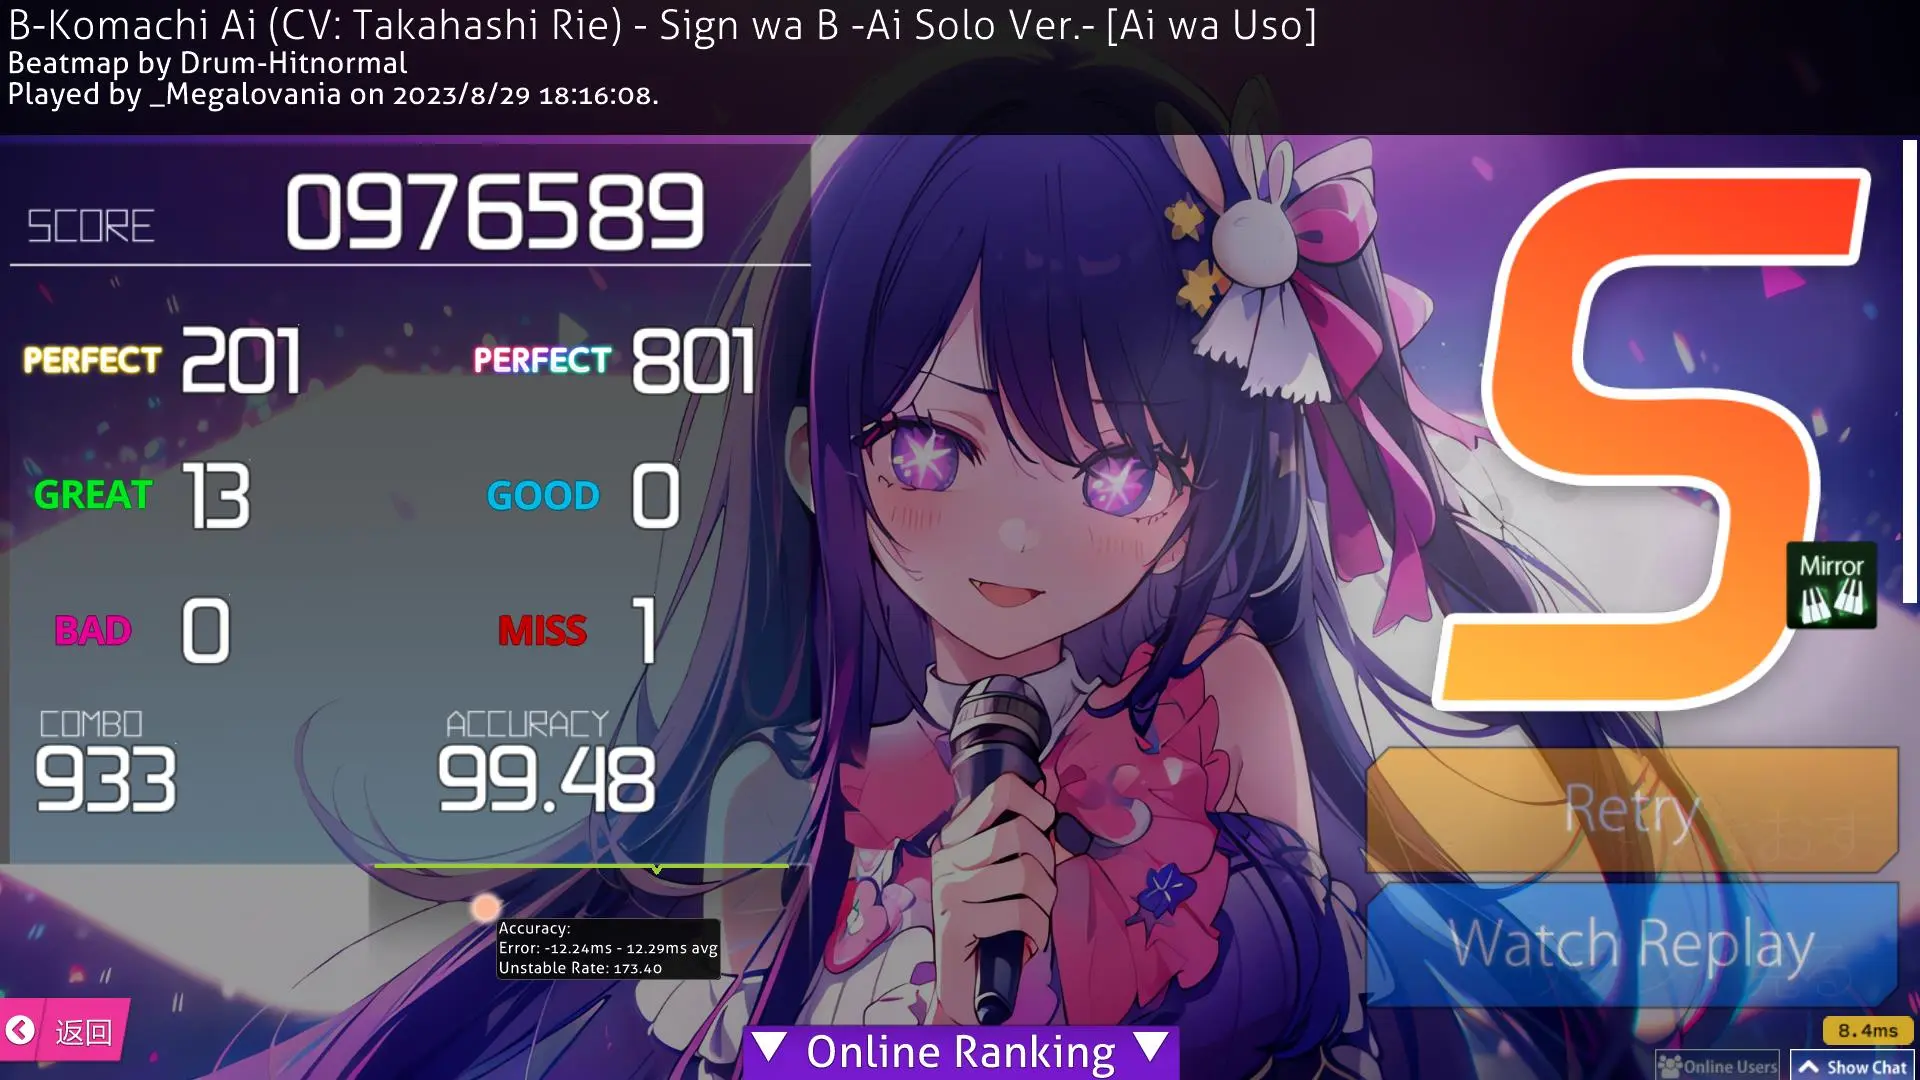 B-Komachi Ai (CV: Takahashi Rie) - Sign wa B -Ai Solo Ver.- [Ai wa Uso]
Beatmap by Drum-Hitnormal
Played by _Megalovania on 2023/8/29 18:16:08.
SCORE 0976589
PERFECT 201 PERFECT 801
GREAT 13 GOOD 0
BAD 0 MISS 1
COMBO ACCURACY
933 99.48
Mirror
Retry
Watch Replay
Accuracy:
Error: -12.24ms - 12.29ms avg
Unstable Rate: 173.40
返回
Online Ranking
8.4ms
Online Users Show Chat